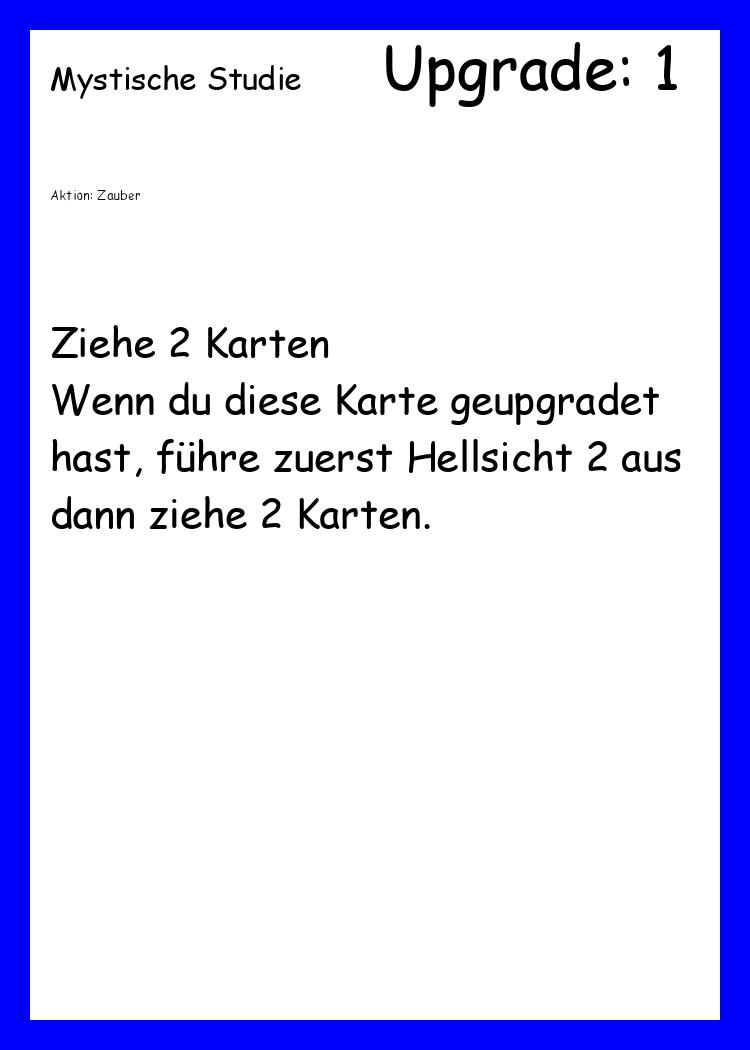 Mystische Studie
Upgrade: 1
Aktion: Zauber
Ziehe 2 Karten
Wenn du diese Karte geupgradet
hast, führe zuerst Hellsicht 2 aus
dann ziehe 2 Karten.